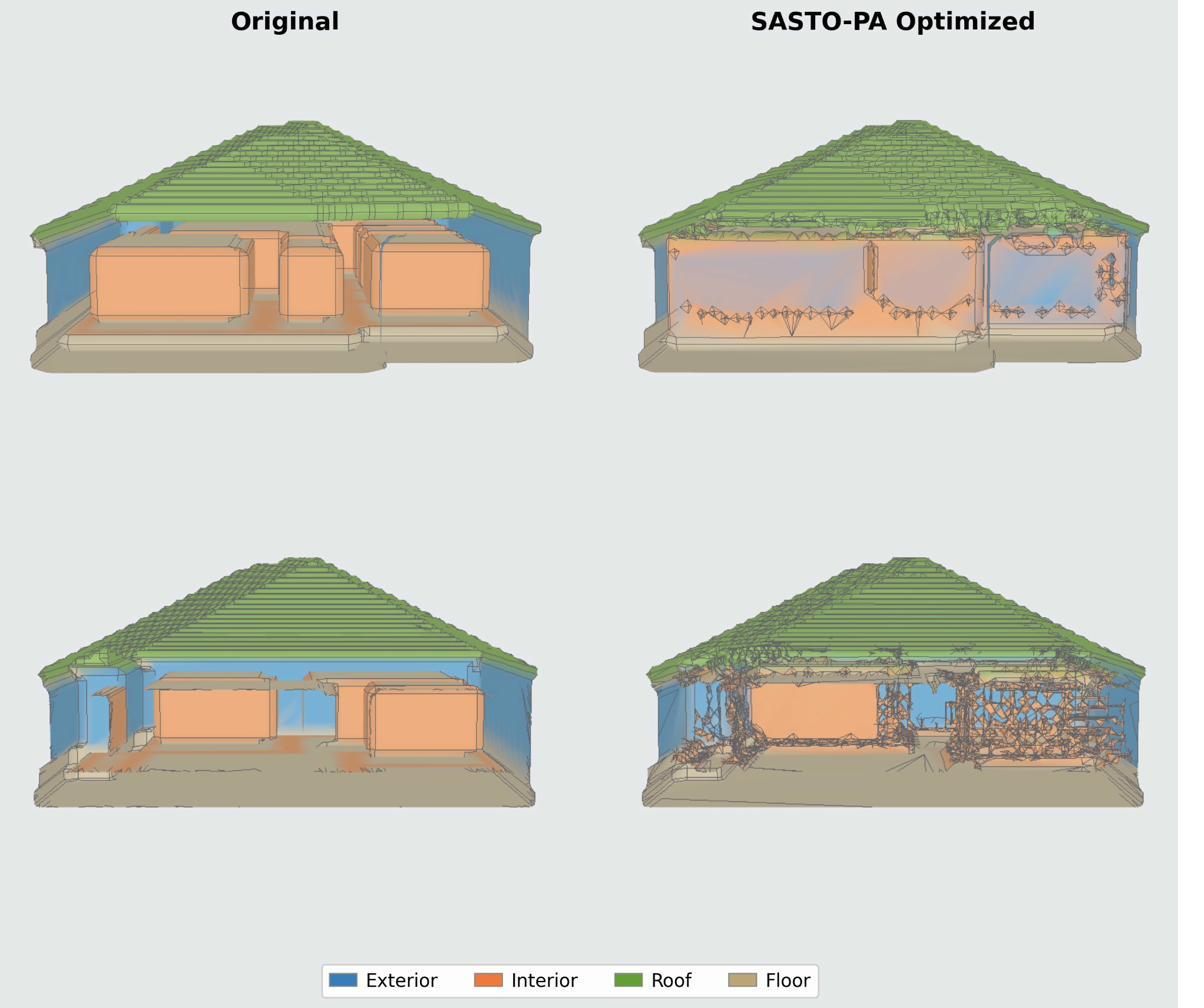 Original
SASTO-PA Optimized
Exterior
Interior
Roof
Floor